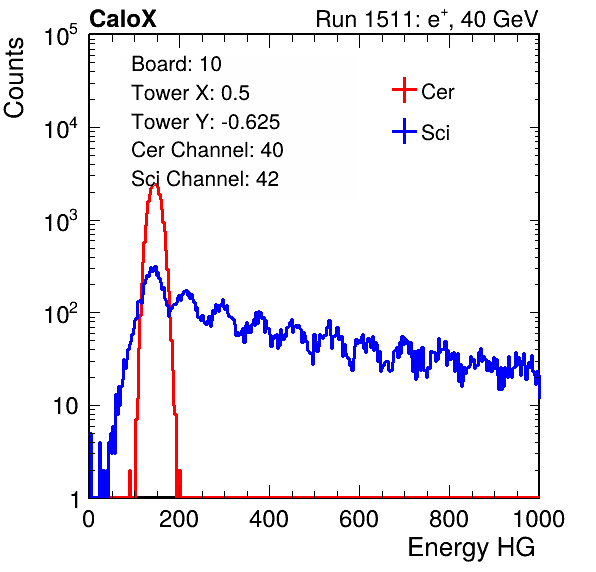 CaloX Run 1511: e⁺, 40 GeV
Counts
Board: 10
Tower X: 0.5
Tower Y: -0.625
Cer Channel: 40
Sci Channel: 42
Cer
Sci
10⁵
10⁴
10³
10²
10
1
0 200 400 600 800 1000
Energy HG